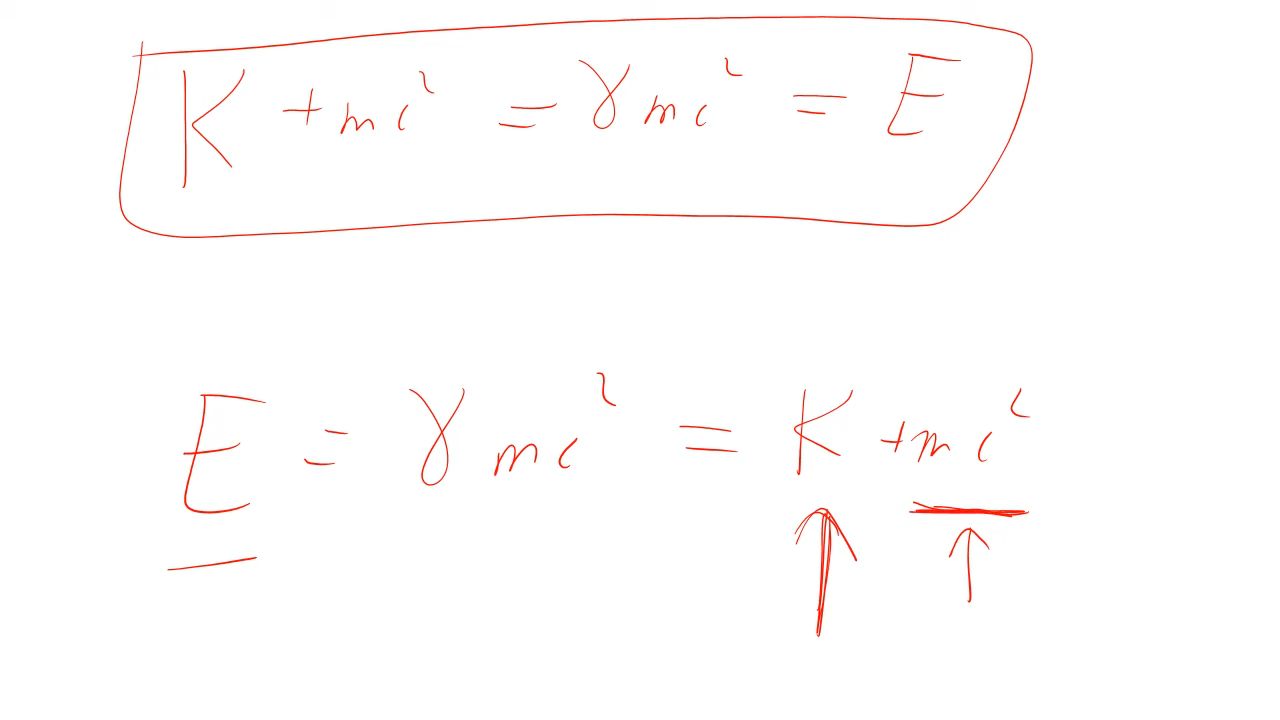 K + mc² = γmc² = E
E = γmc² = K + mc²